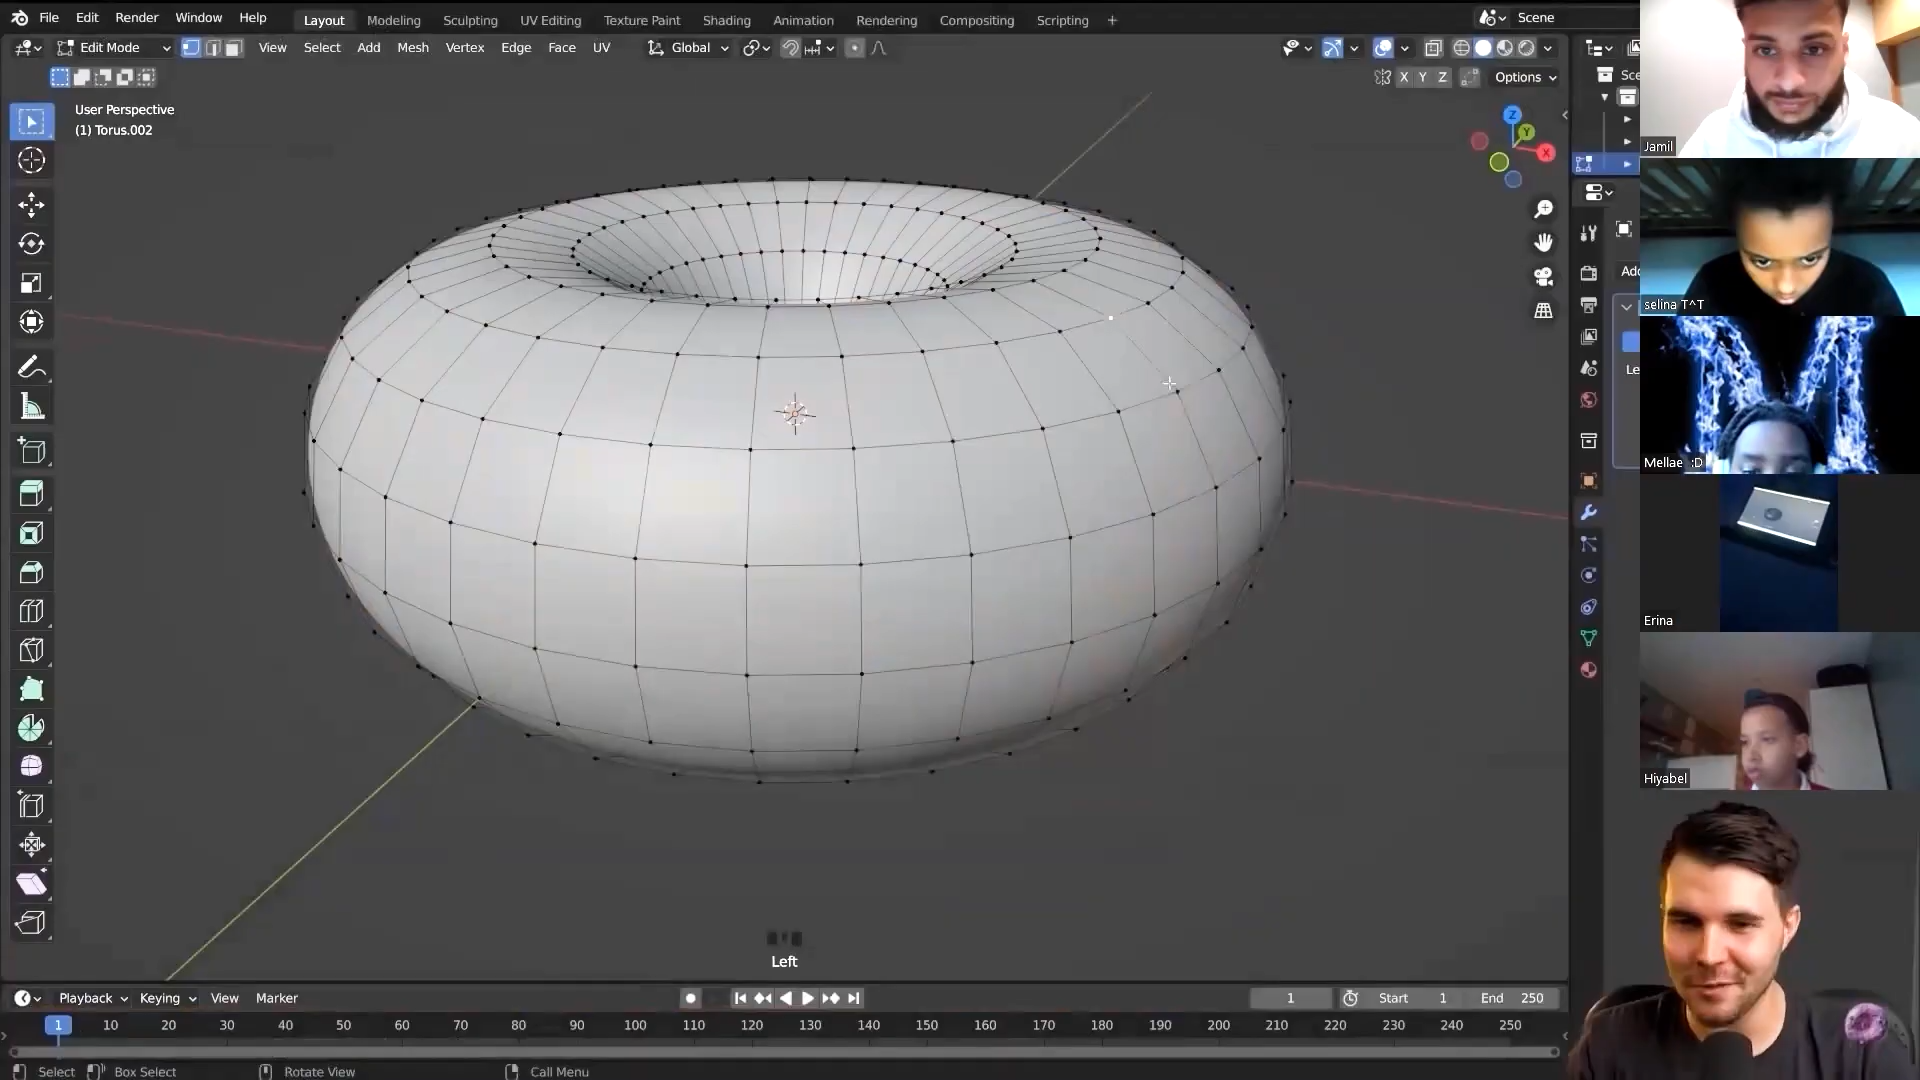 File Edit Render Window Help Layout Modeling Sculpting UV Editing Texture Paint Shading Animation Rendering Compositing Scripting + Scene
Edit Mode View Select Add Mesh Vertex Edge Face UV Global
X Y Z Options
Sce
User Perspective
(1) Torus.002
Z
Y
X
Jamil
Add
selina T^T
Le
Mellae :D
Erina
Hiyabel
Left
Playback Keying View Marker 1 Start 1 End 250
1 10 20 30 40 50 60 70 80 90 100 110 120 130 140 150 160 170 180 190 200 210 220 230 240 250
Select Box Select Rotate View Call Menu